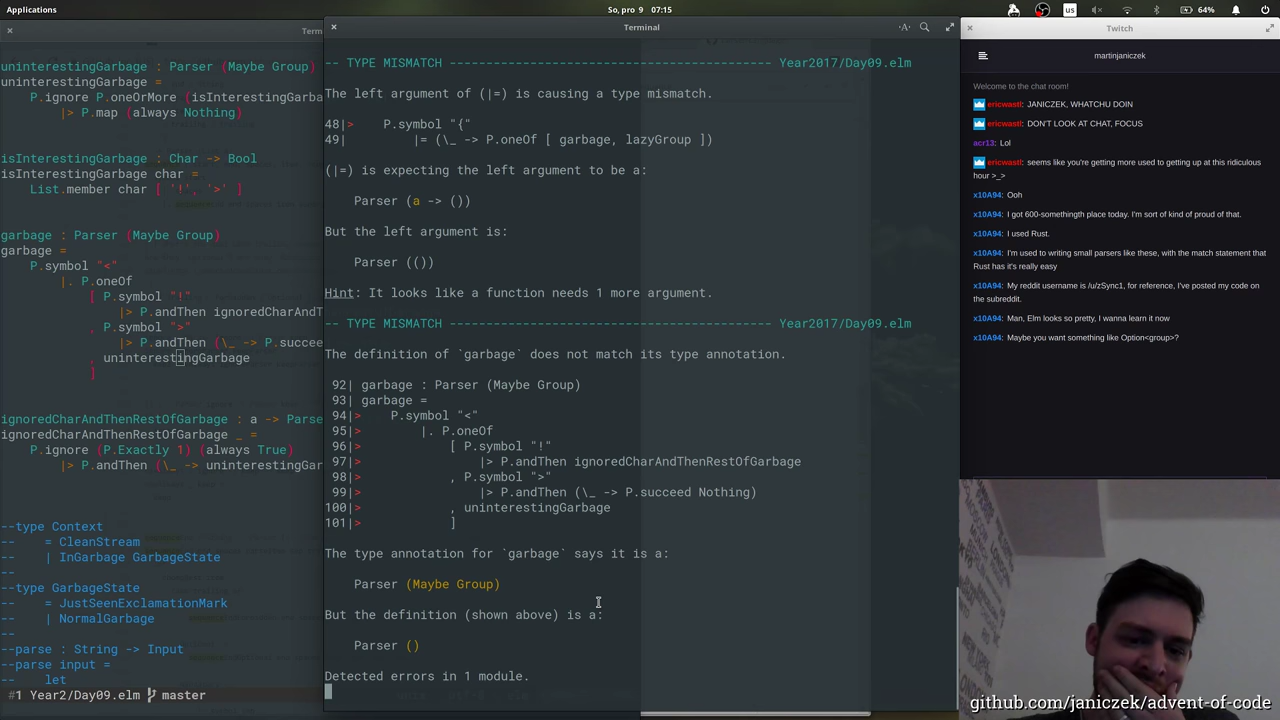 Applications
So, pro 9 07:15
us
64%
Term
uninterestingGarbage : Parser (Maybe Group)
uninterestingGarbage =
P.ignore P.oneOrMore (isInterestingGarba
|> P.map (always Nothing)
isInterestingGarbage : Char -> Bool
isInterestingGarbage char =
List.member char [ '!', '>' ]
garbage : Parser (Maybe Group)
garbage =
P.symbol "<"
|. P.oneOf
[ P.symbol "!"
|> P.andThen ignoredCharAndT
, P.symbol ">"
|> P.andThen (\_ -> P.succee
, uninterestingGarbage
]
ignoredCharAndThenRestOfGarbage : a -> Parse
ignoredCharAndThenRestOfGarbage _ =
P.ignore (P.Exactly 1) (always True)
|> P.andThen (\_ -> uninterestingGar
--type Context
-- = CleanStream
-- | InGarbage GarbageState
--
--type GarbageState
-- = JustSeenExclamationMark
-- | NormalGarbage
--
--parse : String -> Input
--parse input =
-- let
#1 Year2/Day09.elm master
Terminal
-- TYPE MISMATCH ----------------------------------------- Year2017/Day09.elm
The left argument of (|=) is causing a type mismatch.
48|> P.symbol "{"
49| |= (\_ -> P.oneOf [ garbage, lazyGroup ])
(|=) is expecting the left argument to be a:
Parser (a -> ())
But the left argument is:
Parser (())
Hint: It looks like a function needs 1 more argument.
-- TYPE MISMATCH ----------------------------------------- Year2017/Day09.elm
The definition of `garbage` does not match its type annotation.
92| garbage : Parser (Maybe Group)
93| garbage =
94|> P.symbol "<"
95|> |. P.oneOf
96|> [ P.symbol "!"
97|> |> P.andThen ignoredCharAndThenRestOfGarbage
98|> , P.symbol ">"
99|> |> P.andThen (\_ -> P.succeed Nothing)
100|> , uninterestingGarbage
101|> ]
The type annotation for `garbage` says it is a:
Parser (Maybe Group)
But the definition (shown above) is a:
Parser ()
Detected errors in 1 module.
Twitch
martinjaniczek
Welcome to the chat room!
ericwastl: JANICZEK, WHATCHU DOIN
ericwastl: DON'T LOOK AT CHAT, FOCUS
acr13: Lol
ericwastl: seems like you're getting more used to getting up at this ridiculous
hour >_>
x10A94: Ooh
x10A94: I got 600-somethingth place today. I'm sort of kind of proud of that.
x10A94: I used Rust.
x10A94: I'm used to writing small parsers like these, with the match statement that
Rust has it's really easy
x10A94: My reddit username is /u/zSync1, for reference, I've posted my code on
the subreddit.
x10A94: Man, Elm looks so pretty, I wanna learn it now
x10A94: Maybe you want something like Option<group>?
github.com/janiczek/advent-of-code